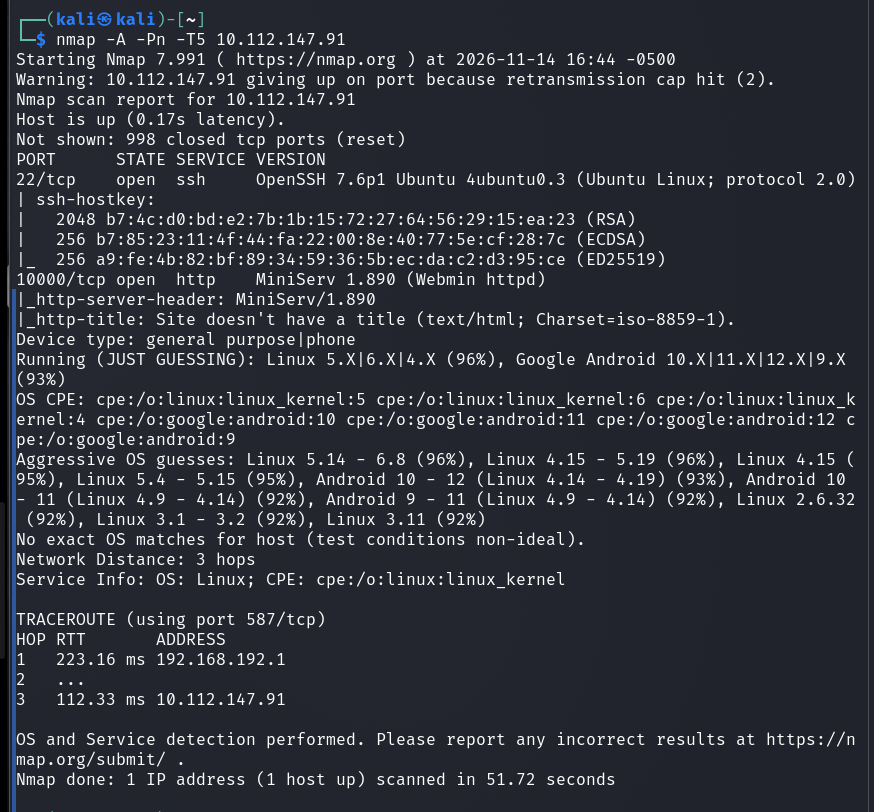 ┌──(kali㉿kali)-[~]
└─$ nmap -A -Pn -T5 10.112.147.91
Starting Nmap 7.991 ( https://nmap.org ) at 2026-11-14 16:44 -0500
Warning: 10.112.147.91 giving up on port because retransmission cap hit (2).
Nmap scan report for 10.112.147.91
Host is up (0.17s latency).
Not shown: 998 closed tcp ports (reset)
PORT      STATE SERVICE VERSION
22/tcp    open  ssh     OpenSSH 7.6p1 Ubuntu 4ubuntu0.3 (Ubuntu Linux; protocol 2.0)
| ssh-hostkey:
|   2048 b7:4c:d0:bd:e2:7b:1b:15:72:27:64:56:29:15:ea:23 (RSA)
|   256 b7:85:23:11:4f:44:fa:22:00:8e:40:77:5e:cf:28:7c (ECDSA)
|_  256 a9:fe:4b:82:bf:89:34:59:36:5b:ec:da:c2:d3:95:ce (ED25519)
10000/tcp open  http    MiniServ 1.890 (Webmin httpd)
|_http-server-header: MiniServ/1.890
|_http-title: Site doesn't have a title (text/html; Charset=iso-8859-1).
Device type: general purpose|phone
Running (JUST GUESSING): Linux 5.X|6.X|4.X (96%), Google Android 10.X|11.X|12.X|9.X
(93%)
OS CPE: cpe:/o:linux:linux_kernel:5 cpe:/o:linux:linux_kernel:6 cpe:/o:linux:linux_k
ernel:4 cpe:/o:google:android:10 cpe:/o:google:android:11 cpe:/o:google:android:12 c
pe:/o:google:android:9
Aggressive OS guesses: Linux 5.14 - 6.8 (96%), Linux 4.15 - 5.19 (96%), Linux 4.15 (
95%), Linux 5.4 - 5.15 (95%), Android 10 - 12 (Linux 4.14 - 4.19) (93%), Android 10
- 11 (Linux 4.9 - 4.14) (92%), Android 9 - 11 (Linux 4.9 - 4.14) (92%), Linux 2.6.32
 (92%), Linux 3.1 - 3.2 (92%), Linux 3.11 (92%)
No exact OS matches for host (test conditions non-ideal).
Network Distance: 3 hops
Service Info: OS: Linux; CPE: cpe:/o:linux:linux_kernel

TRACEROUTE (using port 587/tcp)
HOP RTT       ADDRESS
1   223.16 ms 192.168.192.1
2   ...
3   112.33 ms 10.112.147.91

OS and Service detection performed. Please report any incorrect results at https://n
map.org/submit/ .
Nmap done: 1 IP address (1 host up) scanned in 51.72 seconds